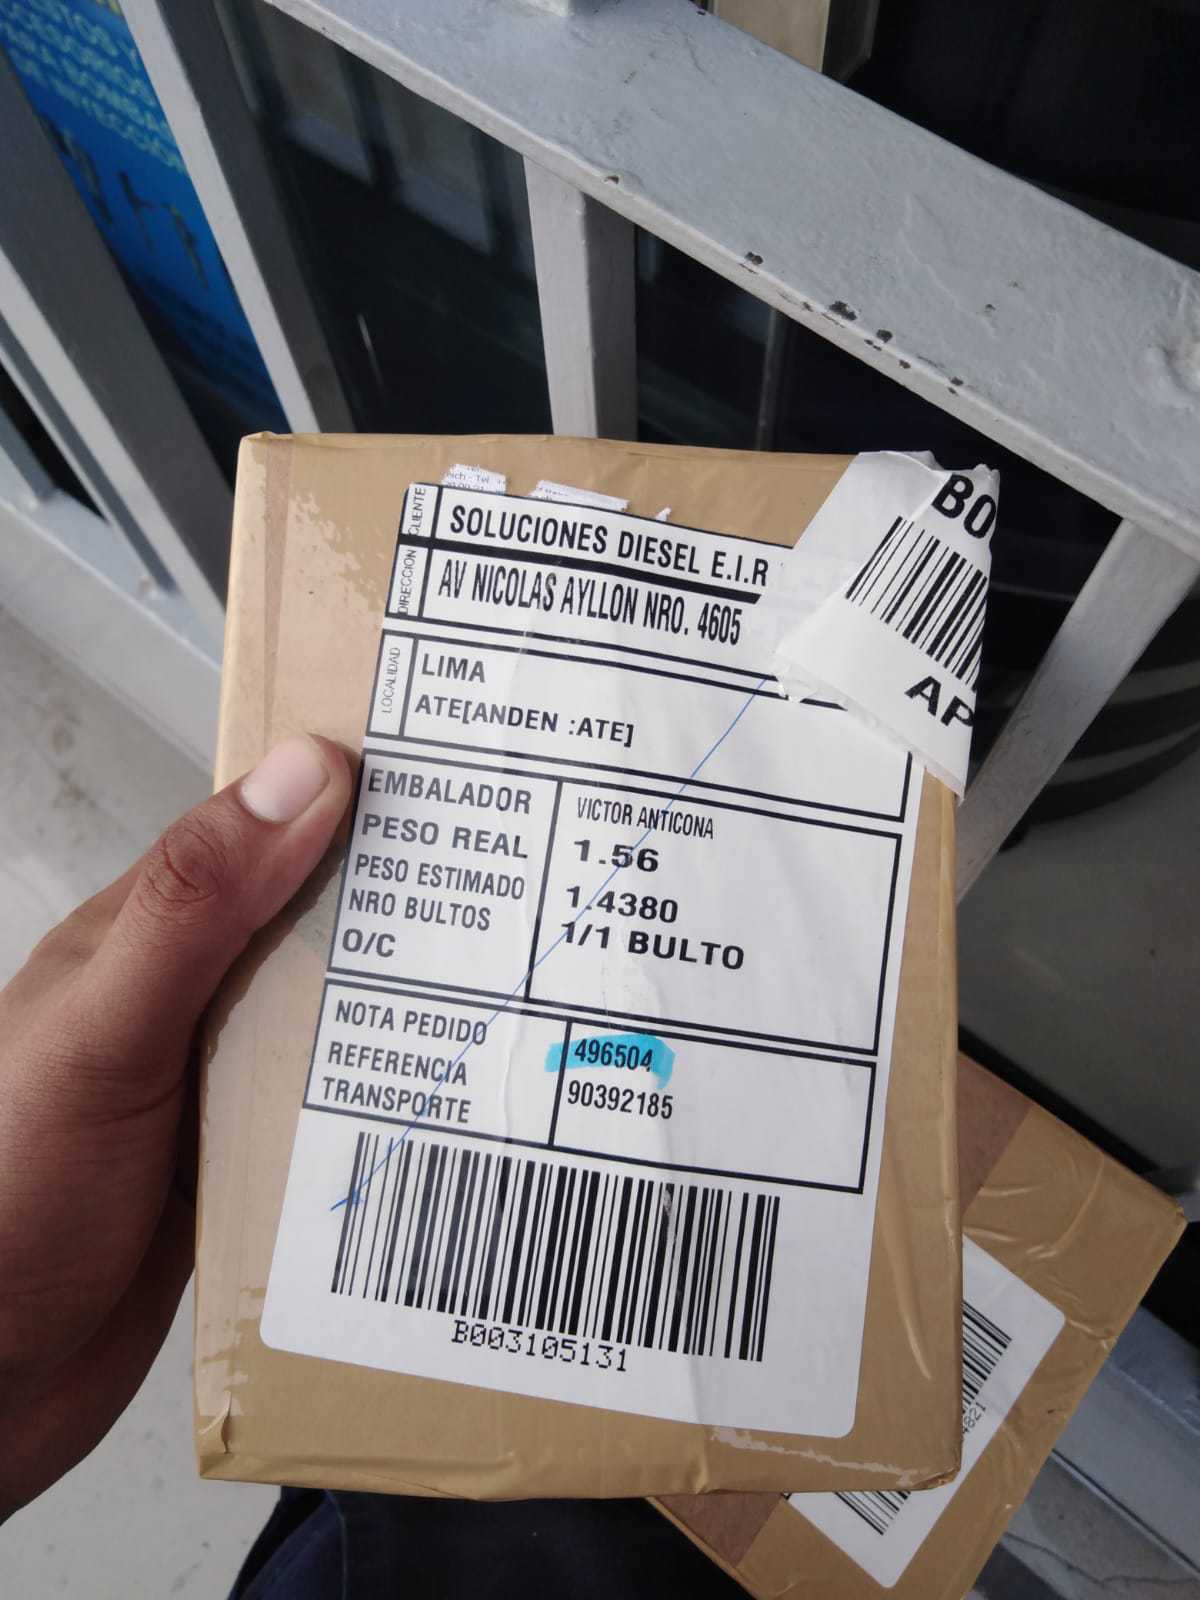 CLIENTE
SOLUCIONES DIESEL E.I.R
DIRECCION
AV NICOLAS AYLLON NRO. 4605
LOCALIDAD
LIMA
ATE[ANDEN :ATE]
EMBALADOR VICTOR ANTICONA
PESO REAL 1.56
PESO ESTIMADO 1.4380
NRO BULTOS 1/1 BULTO
O/C
NOTA PEDIDO 496504
REFERENCIA 90392185
TRANSPORTE
B003105131
BO
AP